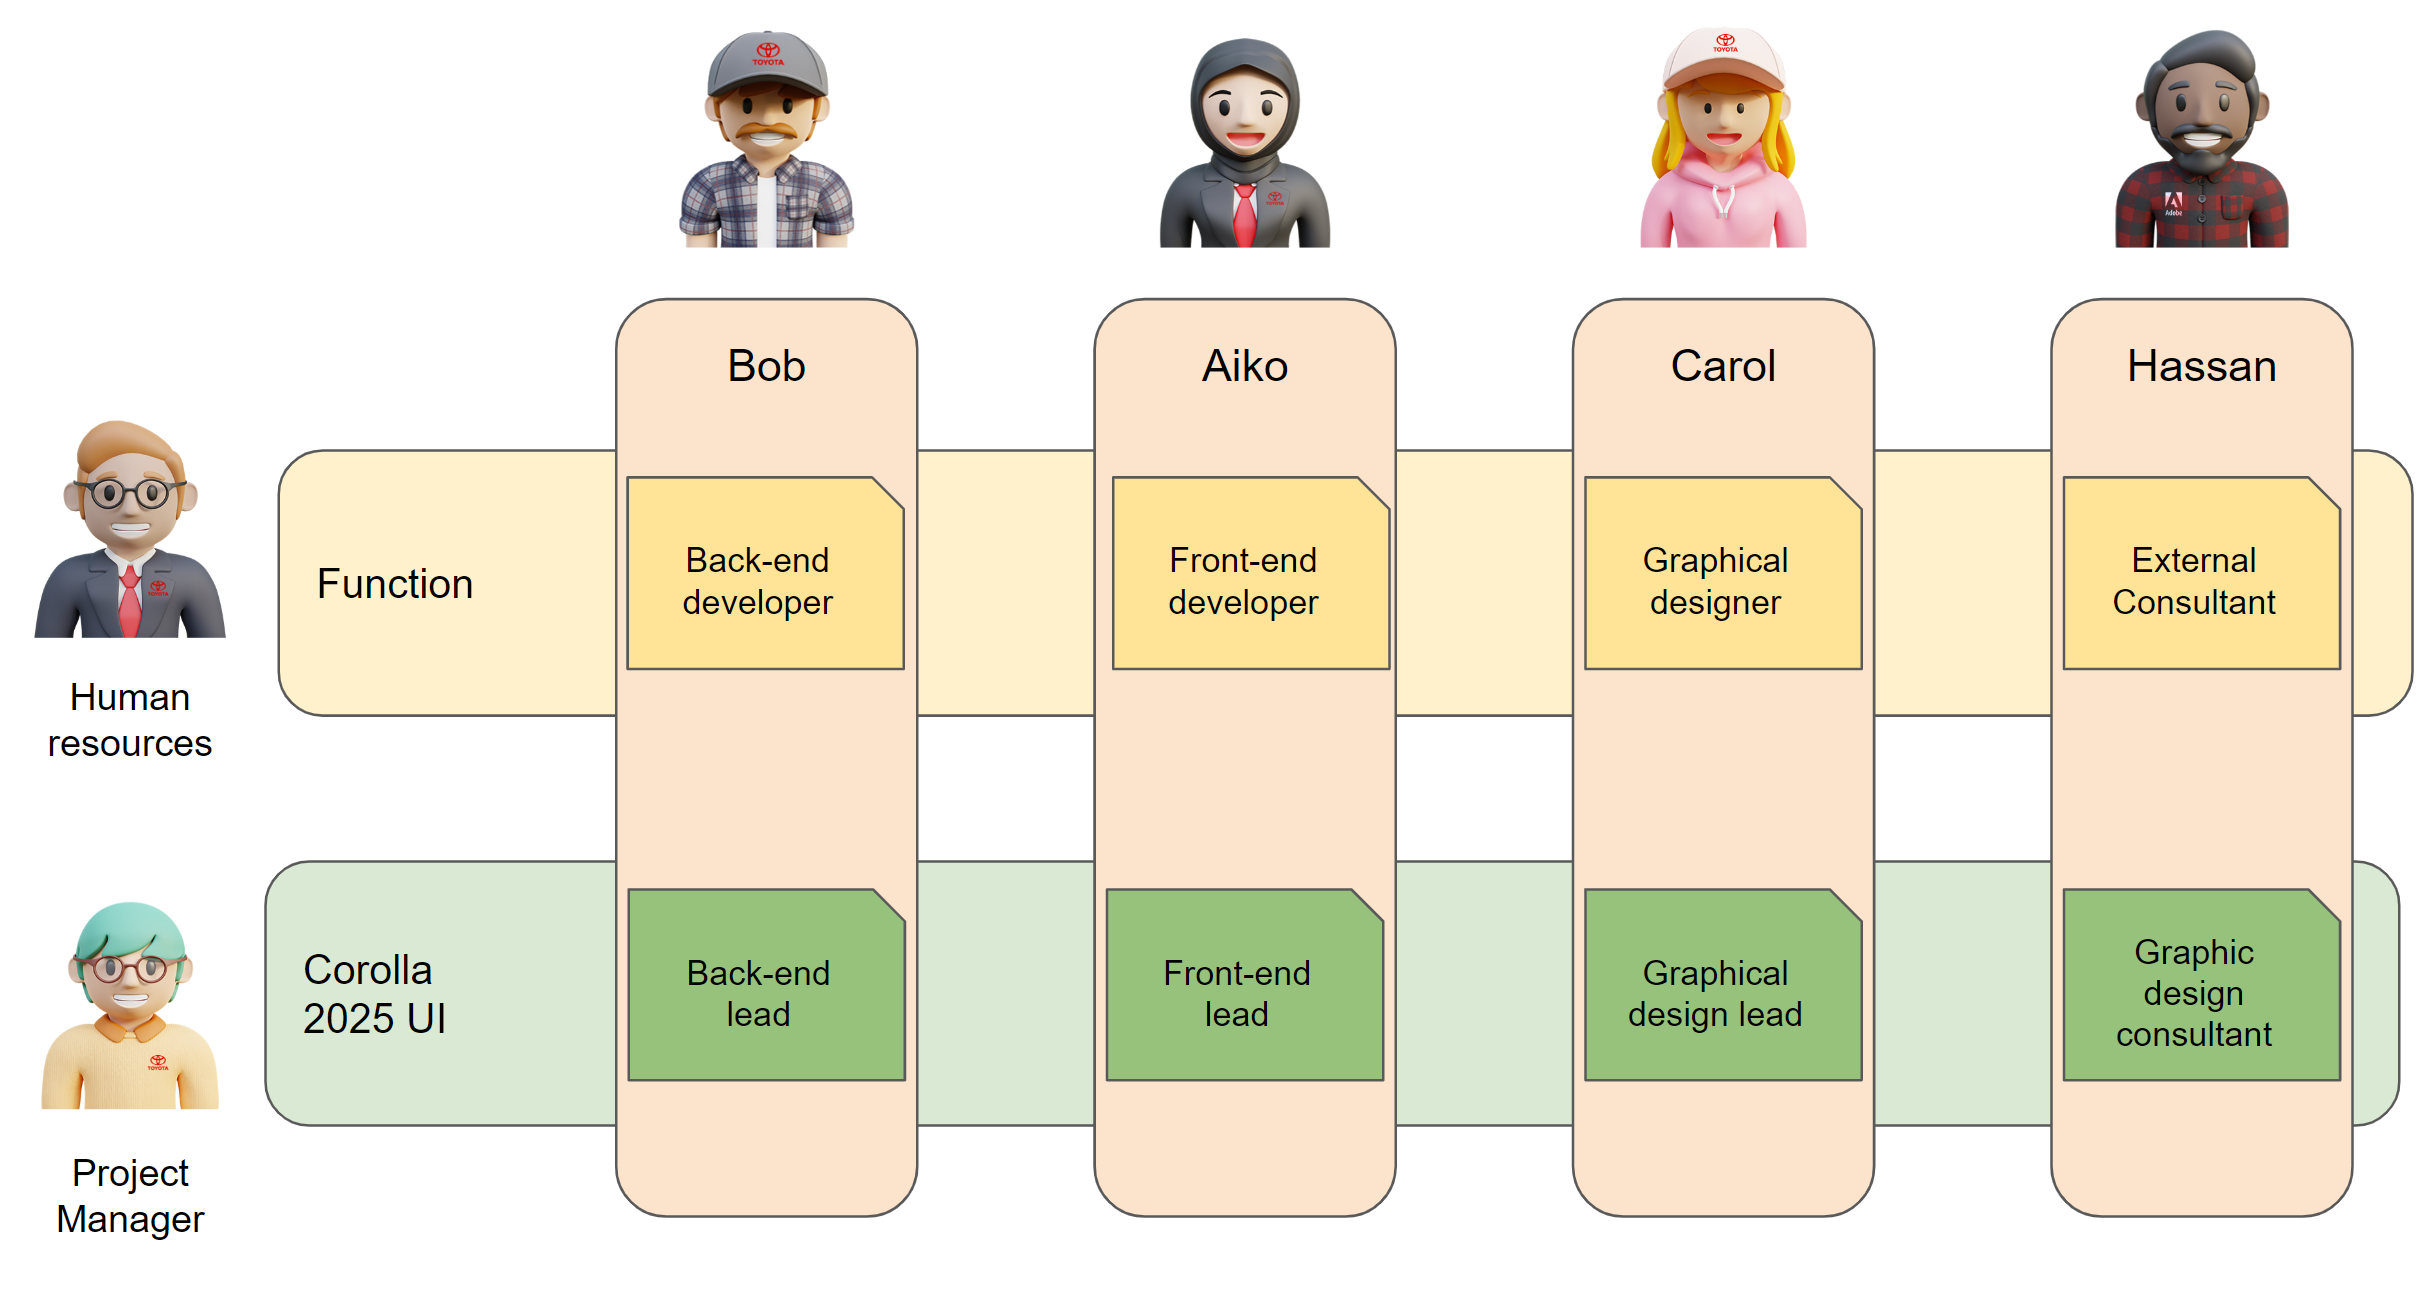 TOYOTA
TOYOTA
TOYOTA
Adobe
Bob
Aiko
Carol
Hassan
TOYOTA
Human
resources
Function
Back-end
developer
Front-end
developer
Graphical
designer
External
Consultant
TOYOTA
Project
Manager
Corolla
2025 UI
Back-end
lead
Front-end
lead
Graphical
design lead
Graphic
design
consultant